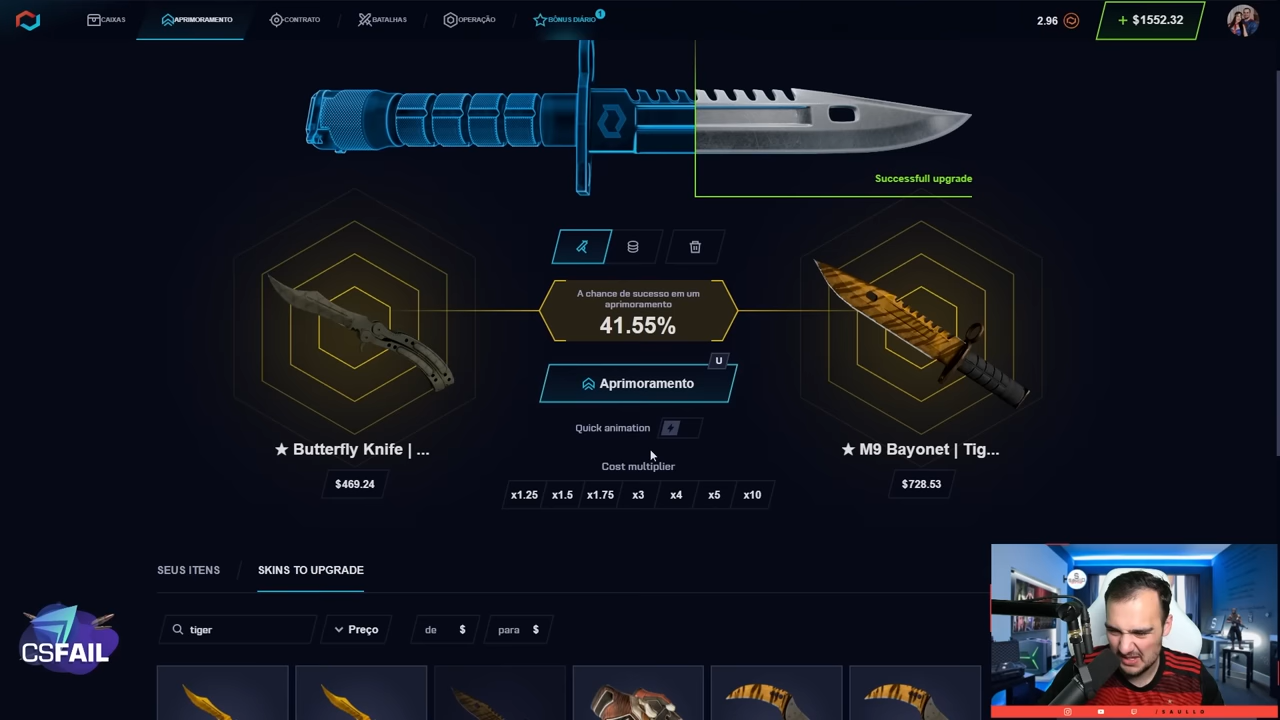 CAIXAS
APRIMORAMENTO
CONTRATO
BATALHAS
OPERAÇÃO
BÔNUS DIÁRIO
1
2.96
+ $1552.32
Successfull upgrade
A chance de sucesso em um
aprimoramento
41.55%
U
Aprimoramento
Quick animation
Cost multiplier
x1.25 x1.5 x1.75 x3 x4 x5 x10
★ Butterfly Knife | ...
$469.24
★ M9 Bayonet | Tig...
$728.53
SEUS ITENS
SKINS TO UPGRADE
tiger
Preço
de $
para $
CSFAIL
/SAULLO